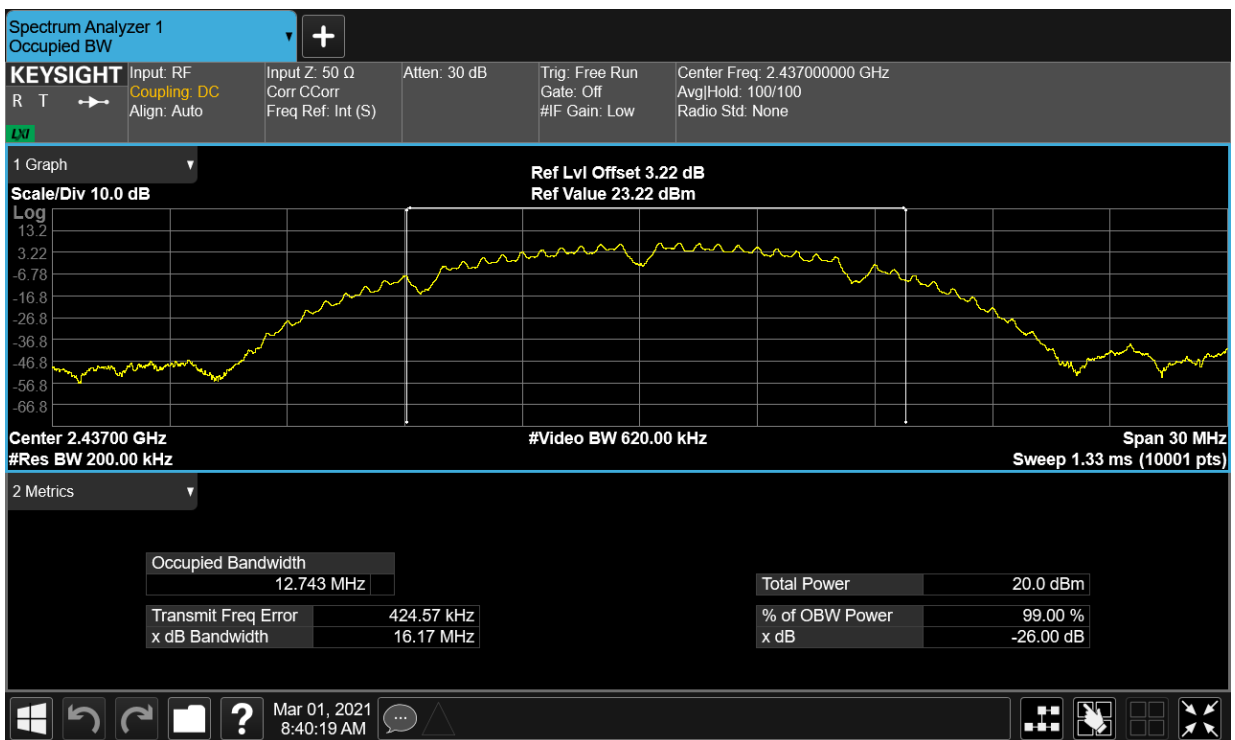 Spectrum Analyzer 1
Occupied BW
KEYSIGHT
R T
LXI
Input: RF
Coupling: DC
Align: Auto
Input Z: 50 Ω
Corr CCorr
Freq Ref: Int (S)
Atten: 30 dB
Trig: Free Run
Gate: Off
#IF Gain: Low
Center Freq: 2.437000000 GHz
Avg|Hold: 100/100
Radio Std: None
1 Graph
Scale/Div 10.0 dB
Ref Lvl Offset 3.22 dB
Ref Value 23.22 dBm
Log
13.2
3.22
-6.78
-16.8
-26.8
-36.8
-46.8
-56.8
-66.8
Center 2.43700 GHz
#Video BW 620.00 kHz
Span 30 MHz
#Res BW 200.00 kHz
Sweep 1.33 ms (10001 pts)
2 Metrics
Occupied Bandwidth
12.743 MHz
Total Power 20.0 dBm
Transmit Freq Error 424.57 kHz
% of OBW Power 99.00 %
x dB Bandwidth 16.17 MHz
x dB -26.00 dB
?
Mar 01, 2021
8:40:19 AM